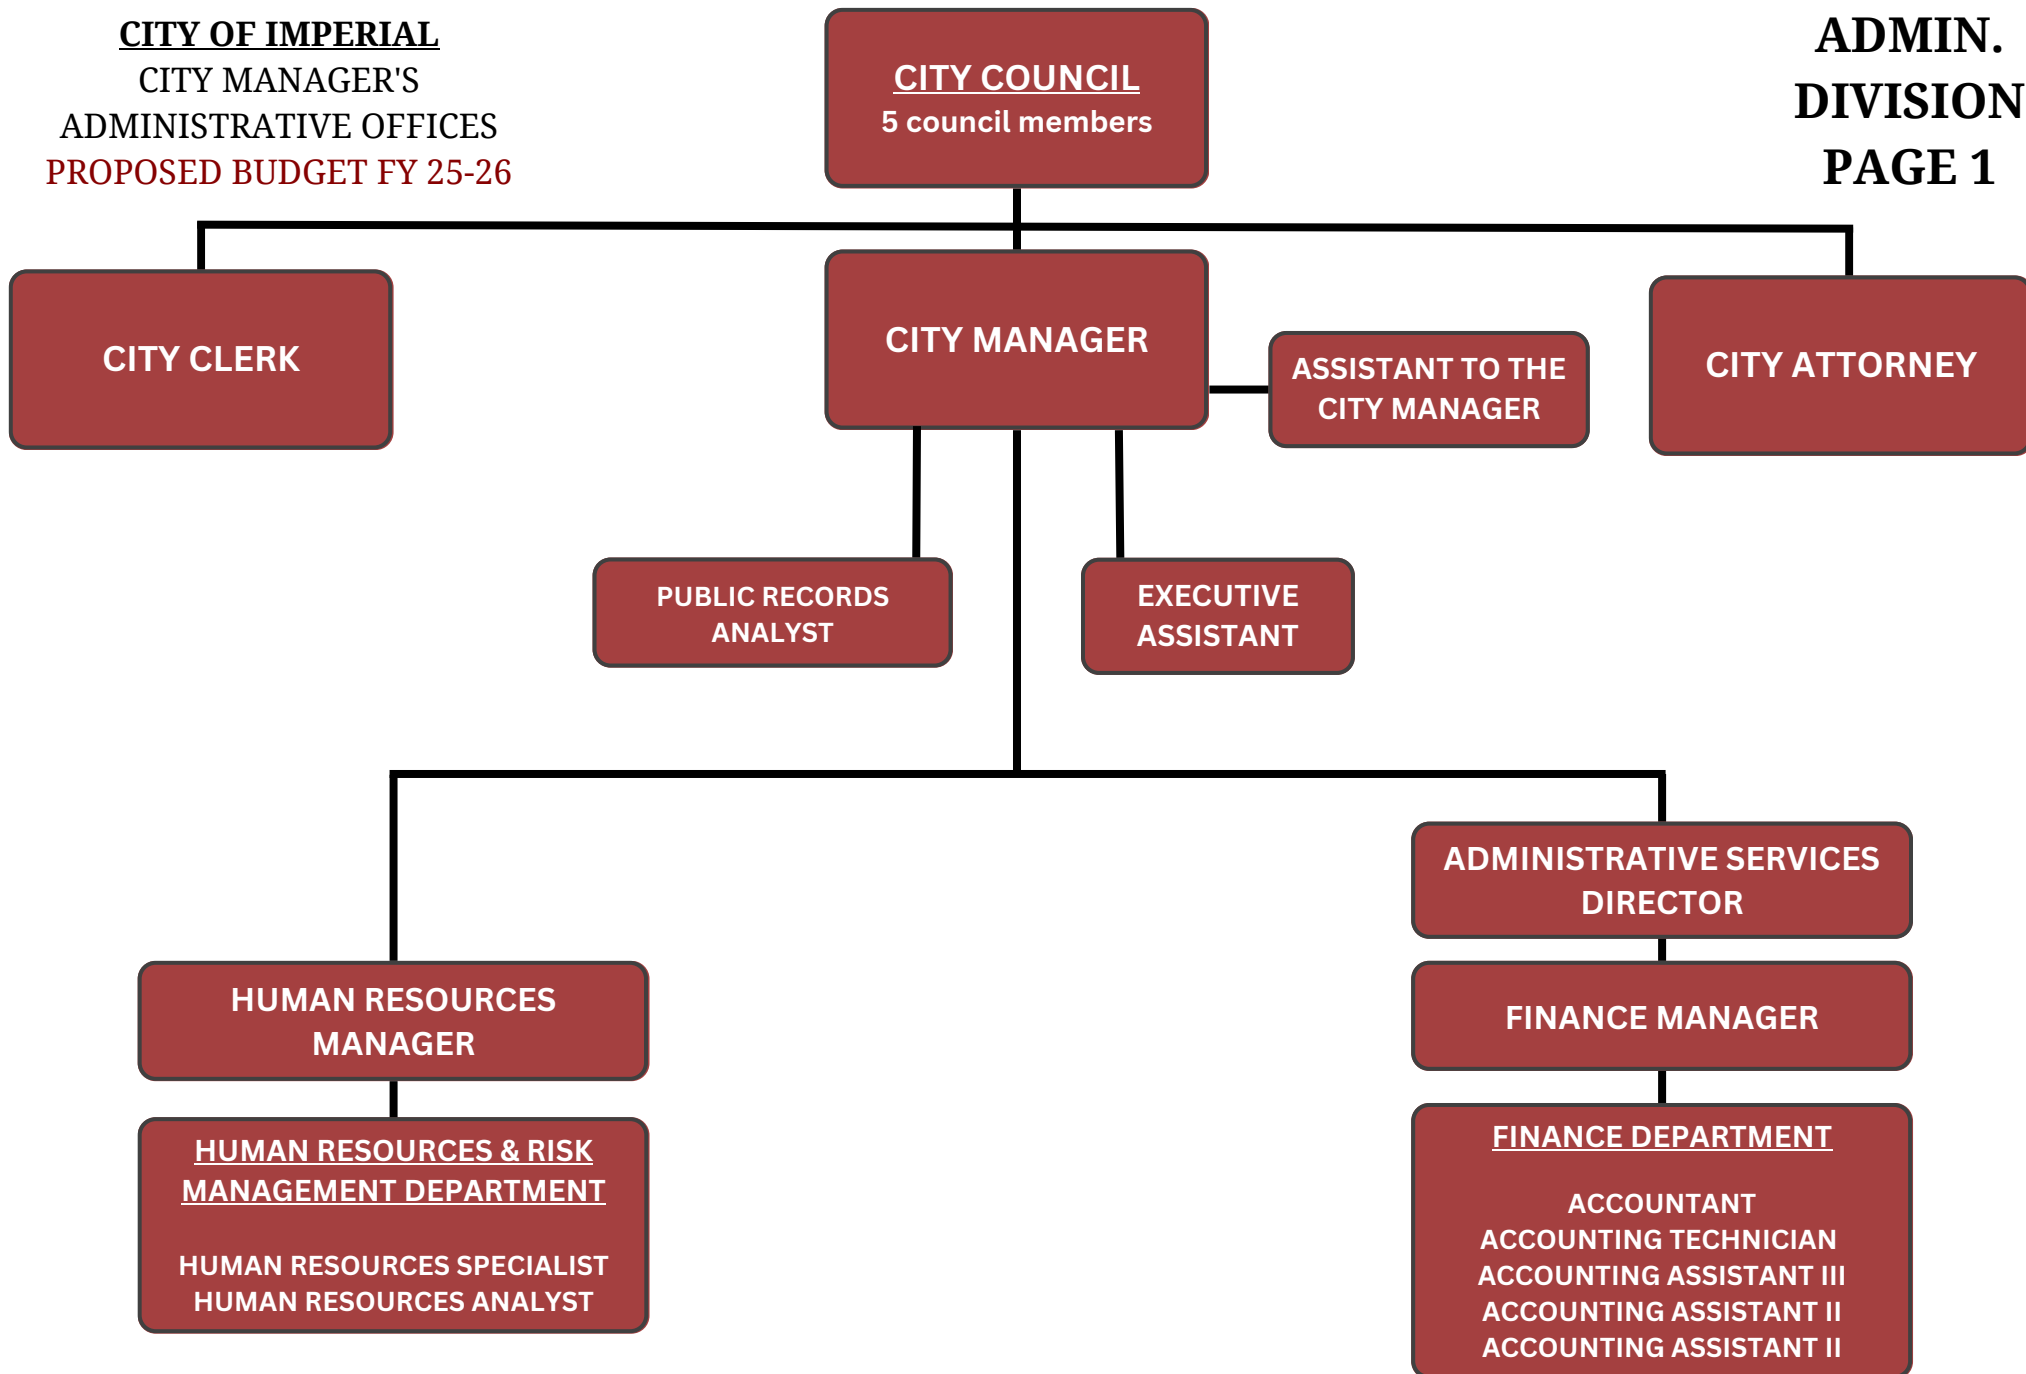 CITY OF IMPERIAL
CITY MANAGER'S
ADMINISTRATIVE OFFICES
PROPOSED BUDGET FY 25-26
CITY COUNCIL
5 council members
ADMIN.
DIVISION
PAGE 1
CITY CLERK
CITY MANAGER
ASSISTANT TO THE
CITY MANAGER
CITY ATTORNEY
PUBLIC RECORDS
ANALYST
EXECUTIVE
ASSISTANT
HUMAN RESOURCES
MANAGER
HUMAN RESOURCES & RISK
MANAGEMENT DEPARTMENT
HUMAN RESOURCES SPECIALIST
HUMAN RESOURCES ANALYST
ADMINISTRATIVE SERVICES
DIRECTOR
FINANCE MANAGER
FINANCE DEPARTMENT
ACCOUNTANT
ACCOUNTING TECHNICIAN
ACCOUNTING ASSISTANT III
ACCOUNTING ASSISTANT II
ACCOUNTING ASSISTANT II